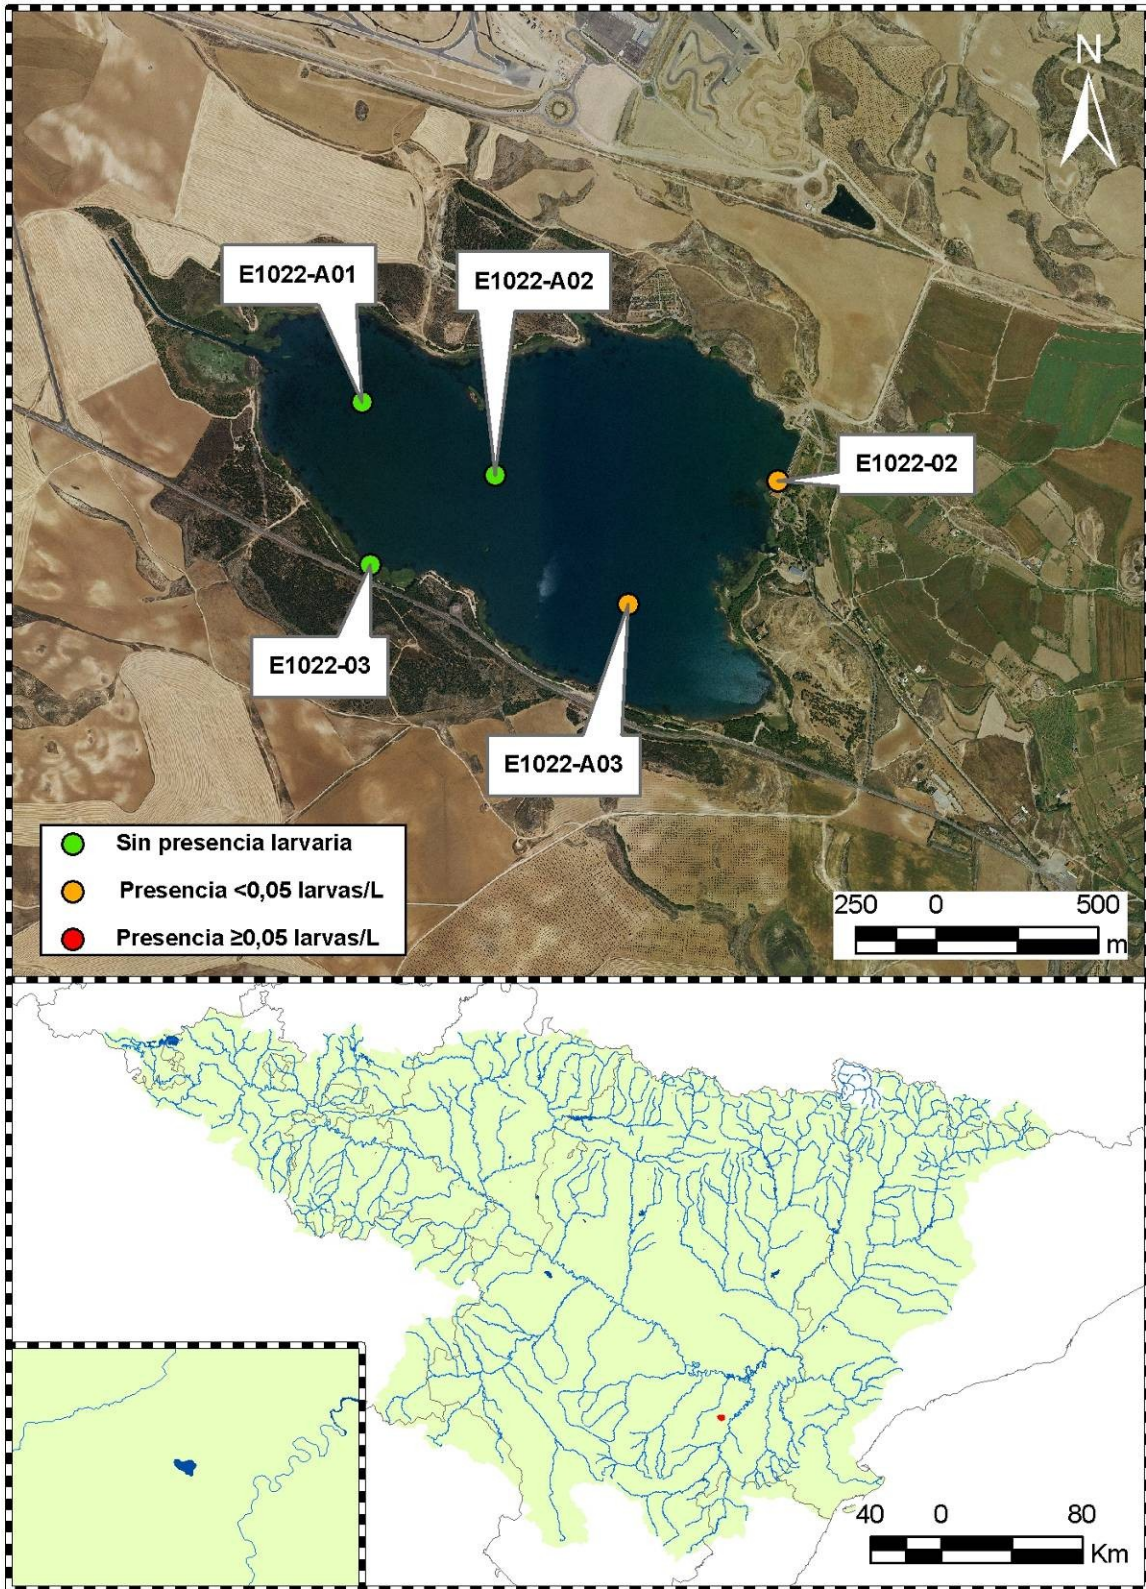 N
E1022-A01
E1022-A02
E1022-02
E1022-03
E1022-A03
Sin presencia larvaria
Presencia <0,05 larvas/L
Presencia ≥0,05 larvas/L
250 0 500
m
40 0 80
Km